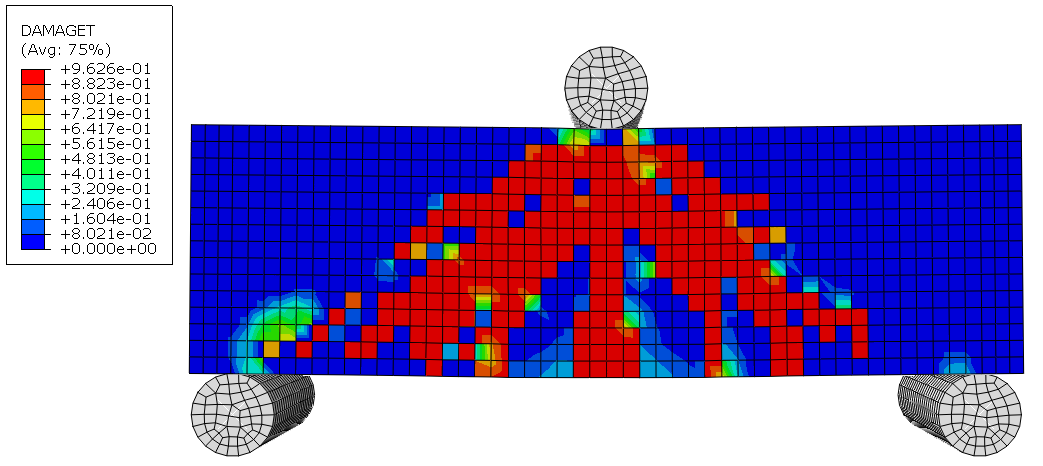 DAMAGET
(Avg: 75%)
+9.626e-01
+8.823e-01
+8.021e-01
+7.219e-01
+6.417e-01
+5.615e-01
+4.813e-01
+4.011e-01
+3.209e-01
+2.406e-01
+1.604e-01
+8.021e-02
+0.000e+00